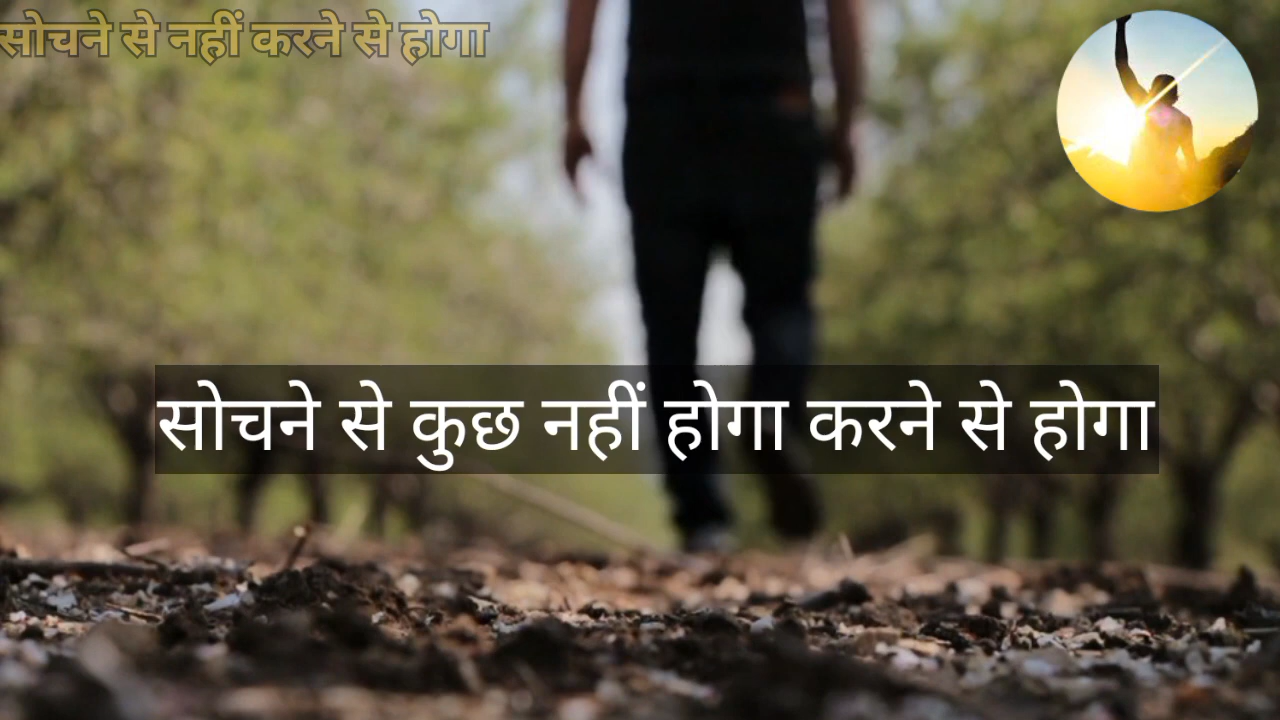 सोचने से नहीं करने से होगा
सोचने से कुछ नहीं होगा करने से होगा